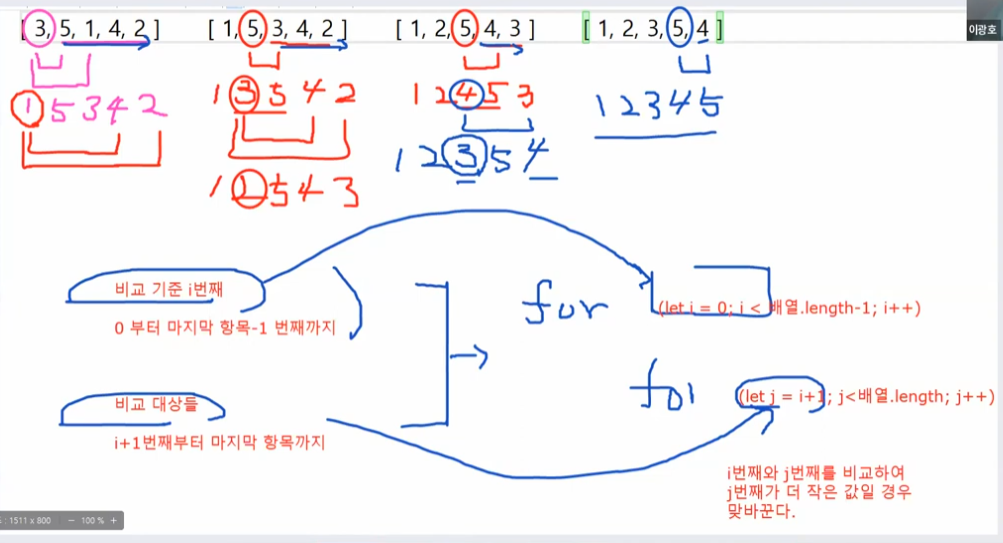 [ 3, 5, 1, 4, 2 ] [ 1, 5, 3, 4, 2 ] [ 1, 2, 5, 4, 3 ] [ 1, 2, 3, 5, 4 ]
이광호
1 5 3 4 2 1 3 5 4 2 1 2 4 5 3 1 2 3 4 5
1 2 3 5 4
1 2 5 4 3
비교 기준 i번째
for (let i = 0; i < 배열.length-1; i++)
0 부터 마지막 항목-1 번째까지
비교 대상들
for (let j = i+1; j<배열.length; j++)
i+1번째부터 마지막 항목까지
i번째와 j번째를 비교하여
j번째가 더 작은 값일 경우
맞바꾼다.
: 1511 x 800 − 100 % +